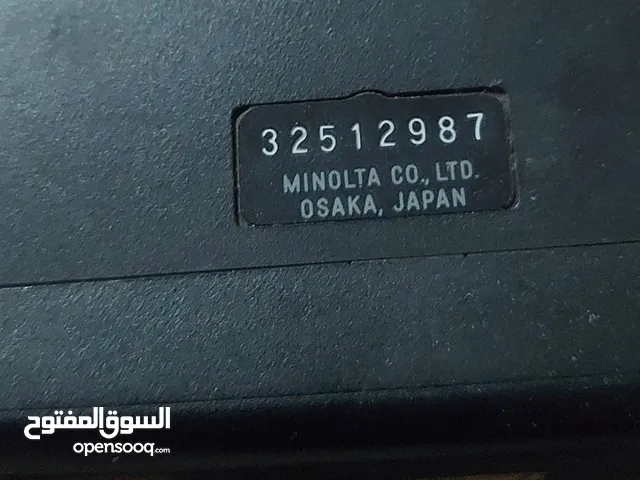 32512987
MINOLTA CO., LTD.
OSAKA, JAPAN
السوق المفتوح
opensooq.com